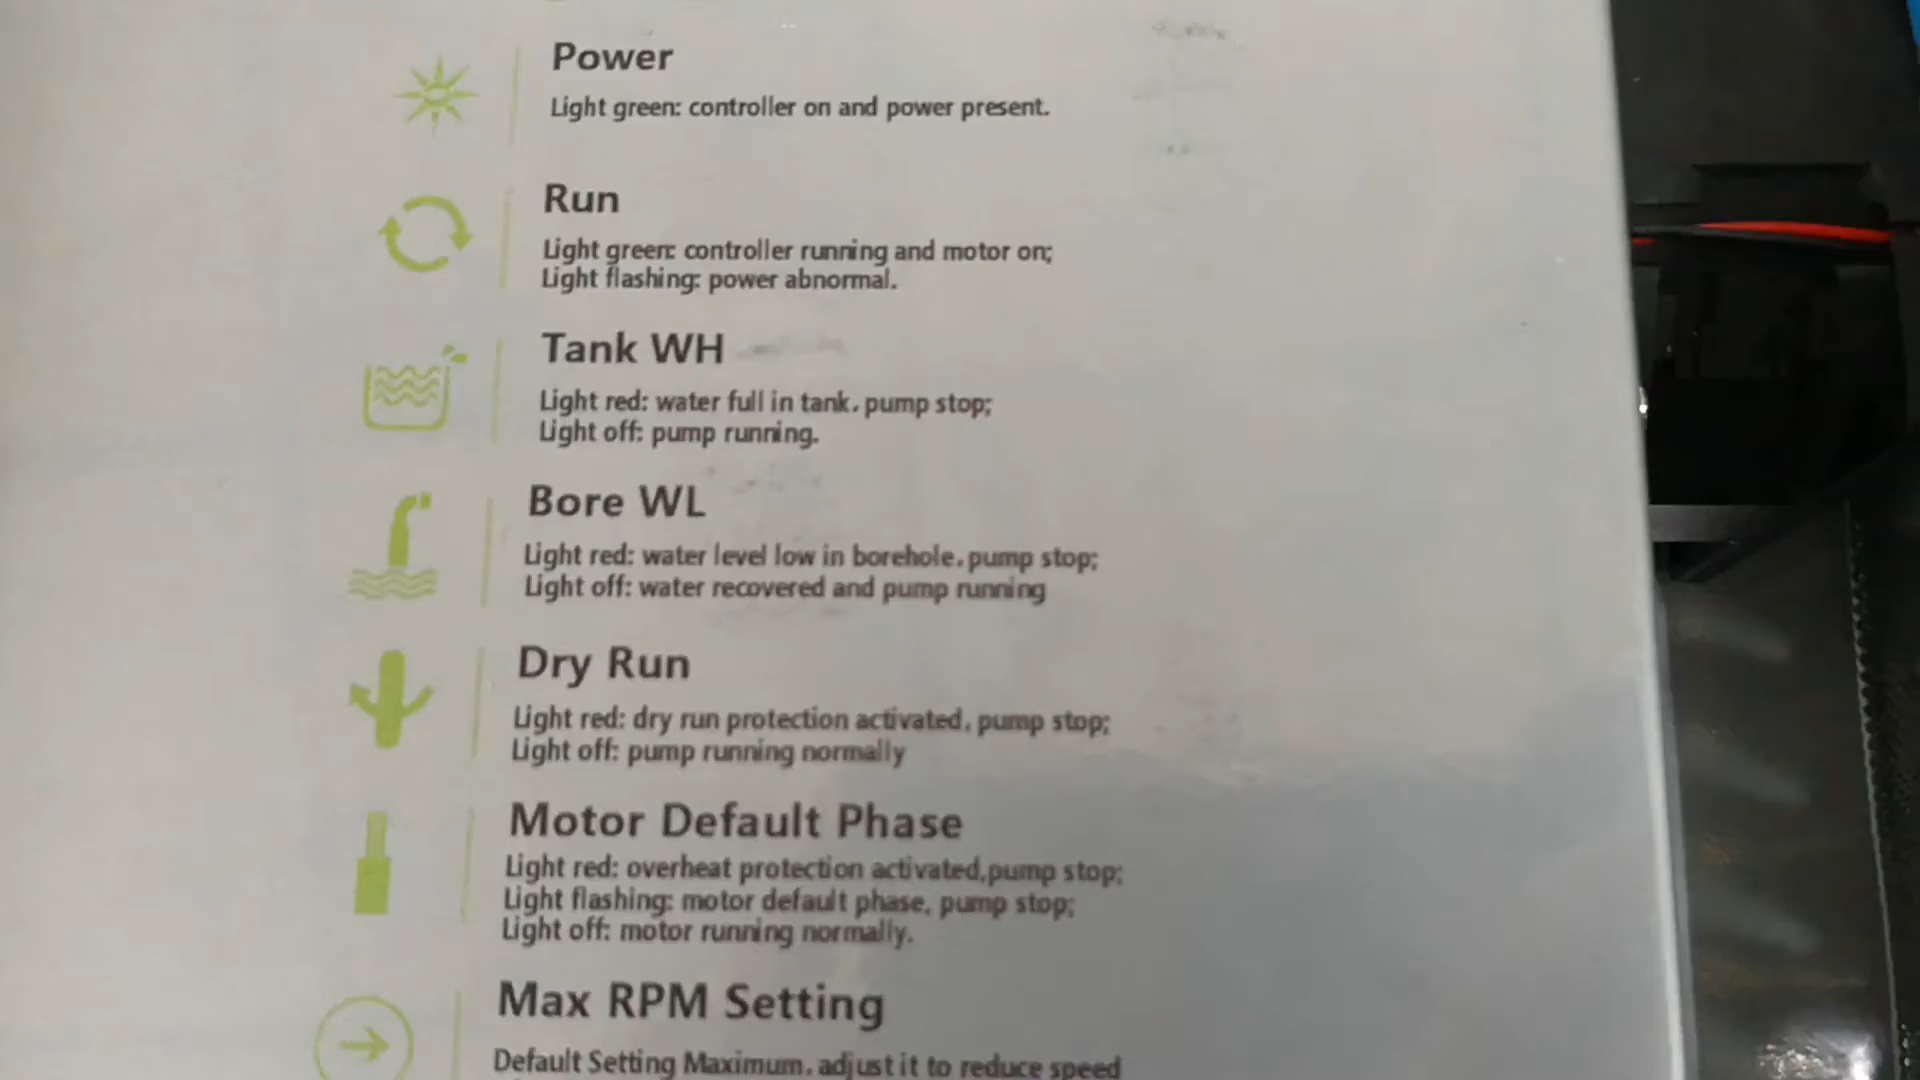 Power
Light green: controller on and power present.
Run
Light green: controller running and motor on;
Light flashing: power abnormal.
Tank WH
Light red: water full in tank, pump stop;
Light off: pump running.
Bore WL
Light red: water level low in borehole, pump stop;
Light off: water recovered and pump running
Dry Run
Light red: dry run protection activated, pump stop;
Light off: pump running normally
Motor Default Phase
Light red: overheat protection activated,pump stop;
Light flashing: motor default phase, pump stop;
Light off: motor running normally.
Max RPM Setting
Default Setting Maximum, adjust it to reduce speed